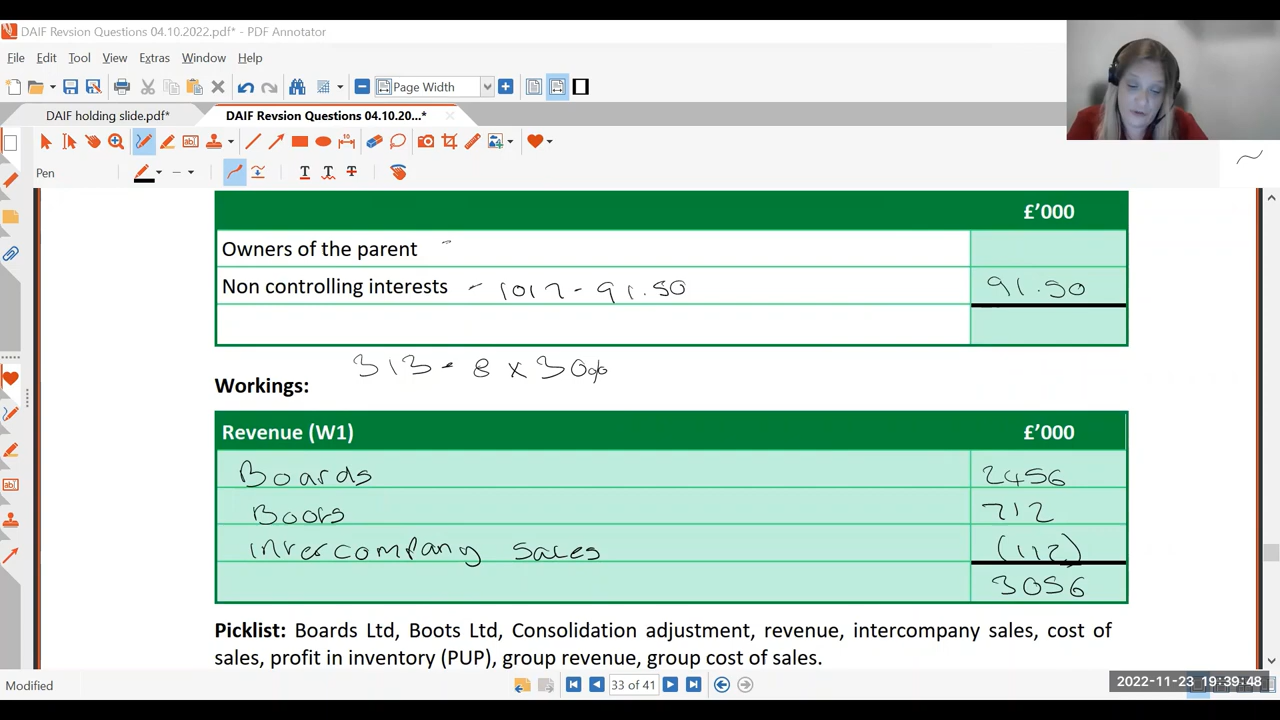 DAIF Revsion Questions 04.10.2022.pdf* - PDF Annotator
File Edit Tool View Extras Window Help
Page Width
DAIF holding slide.pdf* DAIF Revsion Questions 04.10.20...*
Pen
£'000
Owners of the parent -
Non controlling interests - 1017 - 91.50 91.50
313 - 8 x 30%
Workings:
Revenue (W1) £'000
Boards 2456
Boots 712
Intercompany sales (112)
3056
Picklist: Boards Ltd, Boots Ltd, Consolidation adjustment, revenue, intercompany sales, cost of
sales, profit in inventory (PUP), group revenue, group cost of sales.
Modified 33 of 41 2022-11-23 19:39:48